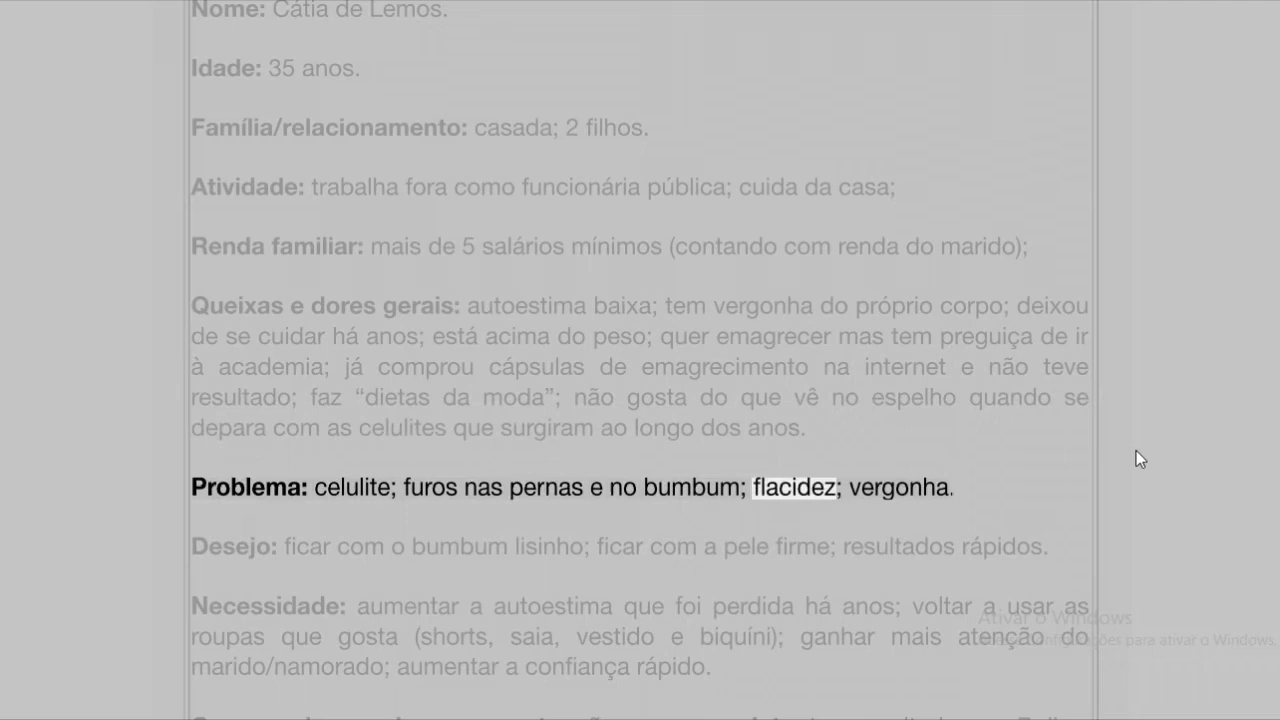 Nome: Cátia de Lemos.
Idade: 35 anos.
Família/relacionamento: casada; 2 filhos.
Atividade: trabalha fora como funcionária pública; cuida da casa;
Renda familiar: mais de 5 salários mínimos (contando com renda do marido);
Queixas e dores gerais: autoestima baixa; tem vergonha do próprio corpo; deixou
de se cuidar há anos; está acima do peso; quer emagrecer mas tem preguiça de ir
à academia; já comprou cápsulas de emagrecimento na internet e não teve
resultado; faz “dietas da moda”; não gosta do que vê no espelho quando se
depara com as celulites que surgiram ao longo dos anos.
Problema: celulite; furos nas pernas e no bumbum; flacidez; vergonha.
Desejo: ficar com o bumbum lisinho; ficar com a pele firme; resultados rápidos.
Necessidade: aumentar a autoestima que foi perdida há anos; voltar a usar as
roupas que gosta (shorts, saia, vestido e biquíni); ganhar mais atenção do
marido/namorado; aumentar a confiança rápido.
Ativar o Windows
para ativar o Windows.